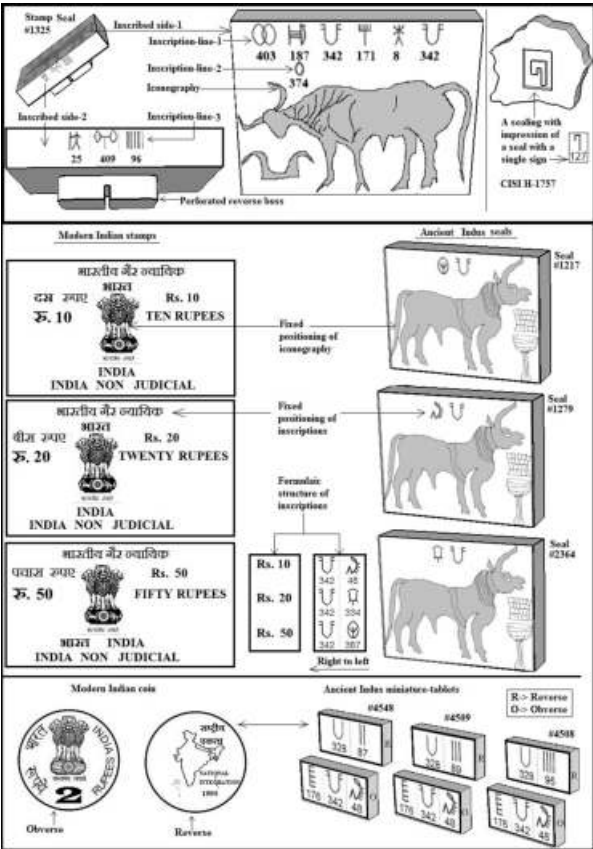 Stamp Seal
#1325
Inscribed side-1
Inscription-line-1
403 187 342 171 8 342
Inscription-line-2
374
Iconography
Inscribed side-2
Inscription-line-3
25 409 96
Perforated reverse boss
A sealing with
impression of
a seal with a
single sign
127
CISI H-1757
Modern Indian stamps
Ancient Indus seals
भारतीय गैर न्यायिक
भारत
दस रुपए
Rs. 10
रु. 10
TEN RUPEES
INDIA
INDIA NON JUDICIAL
Fixed
positioning of
iconography
Seal
#1217
भारतीय गैर न्यायिक
बीस रुपए
Rs. 20
रु. 20
TWENTY RUPEES
INDIA
INDIA NON JUDICIAL
Fixed
positioning of
inscriptions
Seal
#1279
Formulaic
structure of
inscriptions
भारतीय गैर न्यायिक
पचास रुपए
Rs. 50
रु. 50
FIFTY RUPEES
भारत INDIA
INDIA NON JUDICIAL
Rs. 10
342 48
Rs. 20
342 334
Rs. 50
342 387
Right to left
Seal
#2364
Modern Indian coin
Ancient Indus miniature-tablets
R-> Reverse
O-> Obverse
भारत
INDIA
रुपये
RUPEES
2
Obverse
राष्ट्रीय
एकता
NATIONAL
INTEGRATION
Reverse
#4548
328 87
R
#4509
328 89
R
#4508
328 96
R
176 342 48
O
176 342 48
O
176 342 48
O